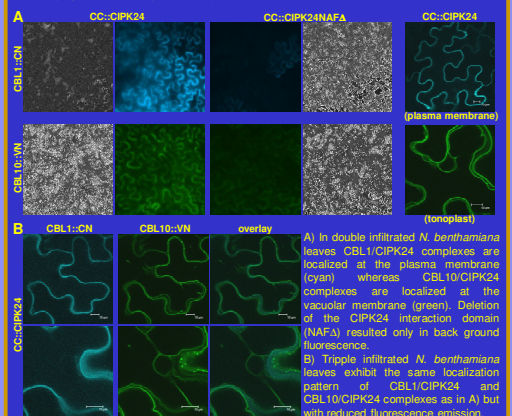 A
CC::CIPK24
CC::CIPK24NAFΔ
CC::CIPK24
CBL1::CN
(plasma membrane)
CBL10::VN
(tonoplast)
B
CBL1::CN
CBL10::VN
overlay
CC::CIPK24
A) In double infiltrated N. benthamiana
leaves CBL1/CIPK24 complexes are
localized at the plasma membrane
(cyan) whereas CBL10/CIPK24
complexes are localized at the
vacuolar membrane (green). Deletion
of the CIPK interaction domain
(NAFΔ) resulted only in back ground
fluorescence.
B) Tripple infiltrated N. benthamiana
leaves exhibit the same localization
pattern of CBL1/CIPK24 and
CBL10/CIPK24 complexes as in A) but
with reduced fluorescence emission